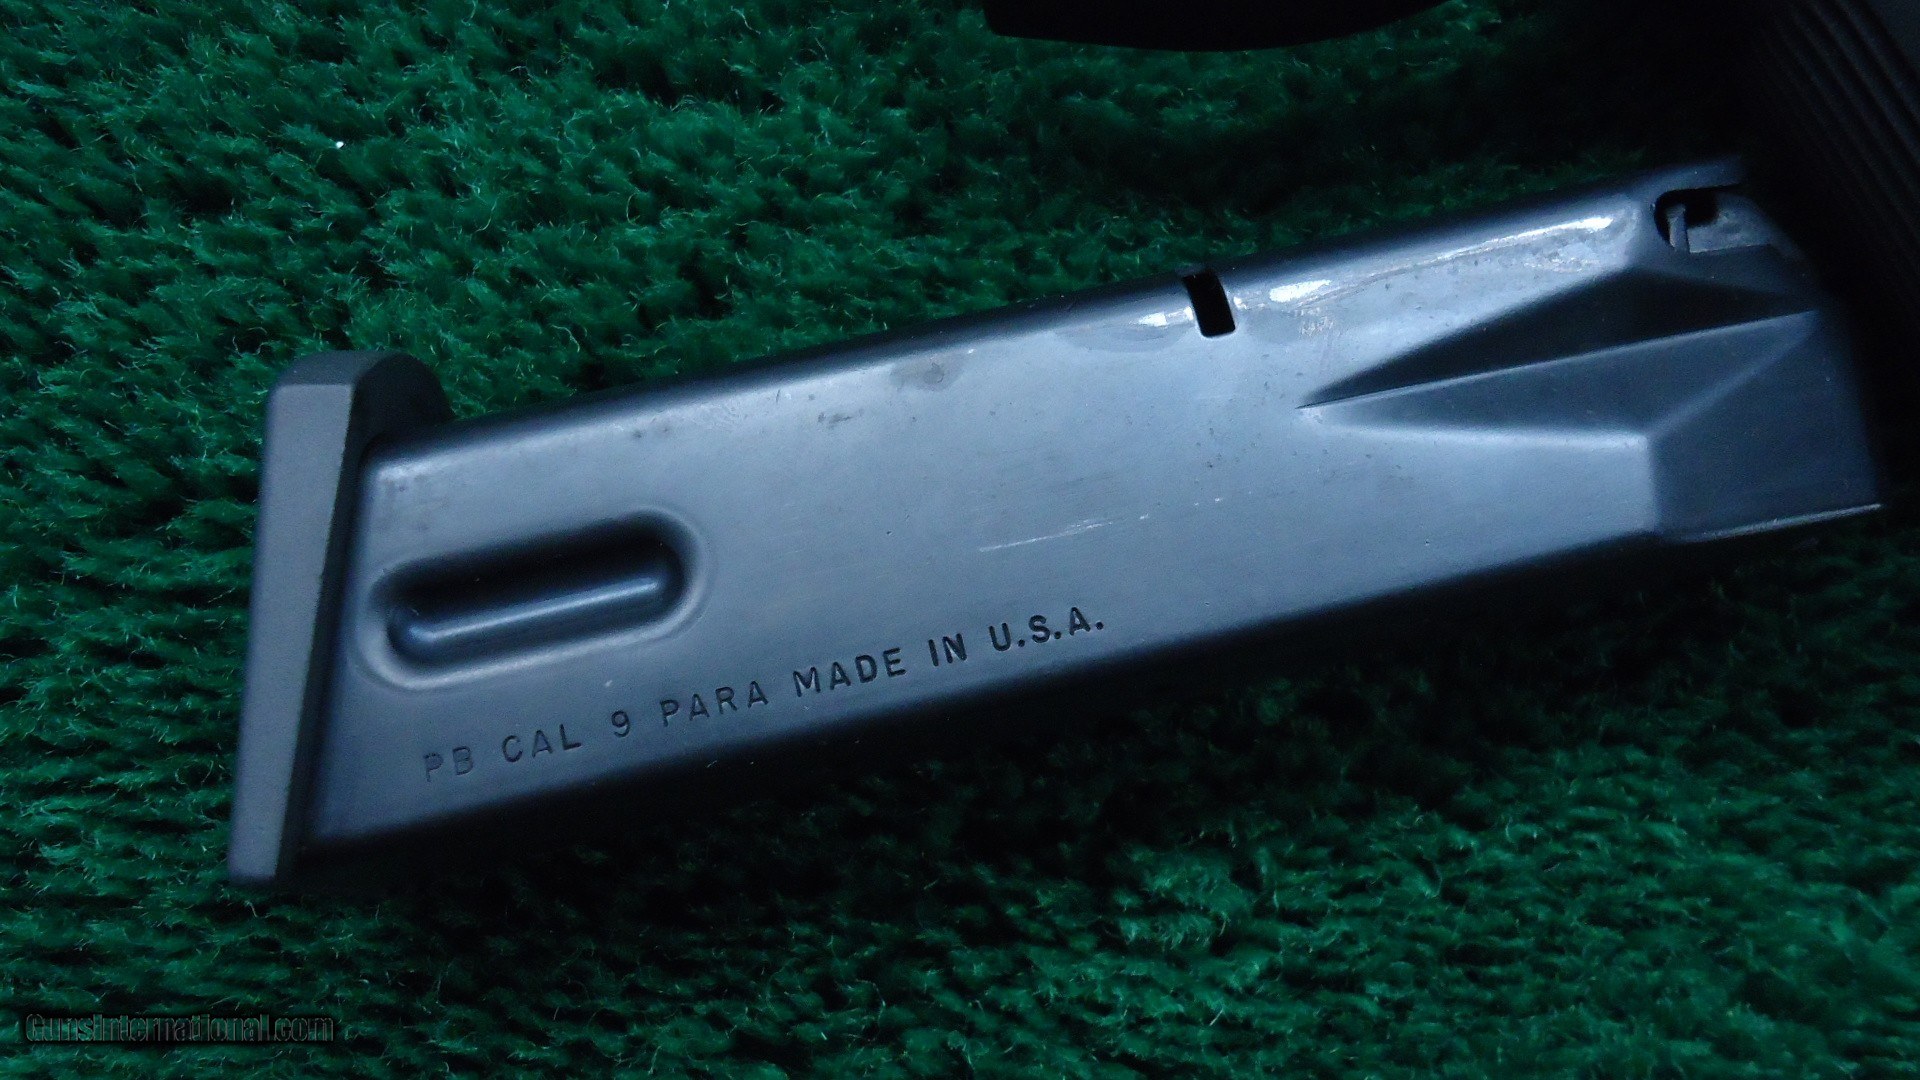 PB CAL 9 PARA MADE IN U.S.A.
GunsInternational.com